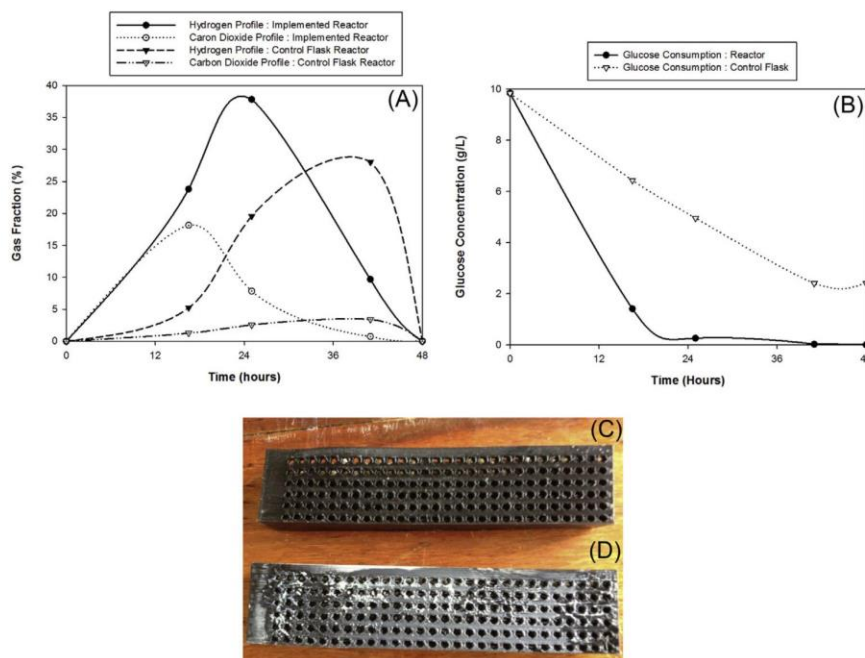 Hydrogen Profile : Implemented Reactor
Caron Dioxide Profile : Implemented Reactor
Hydrogen Profile : Control Flask Reactor
Carbon Dioxide Profile : Control Flask Reactor
(A)
Gas Fraction (%)
40
35
30
25
20
15
10
5
0
0 12 24 36 48
Time (hours)
Glucose Consumption : Reactor
Glucose Consumption : Control Flask
(B)
Glucose Concentration (g/L)
10
8
6
4
2
0
0 12 24 36
Time (Hours)
(C)
(D)